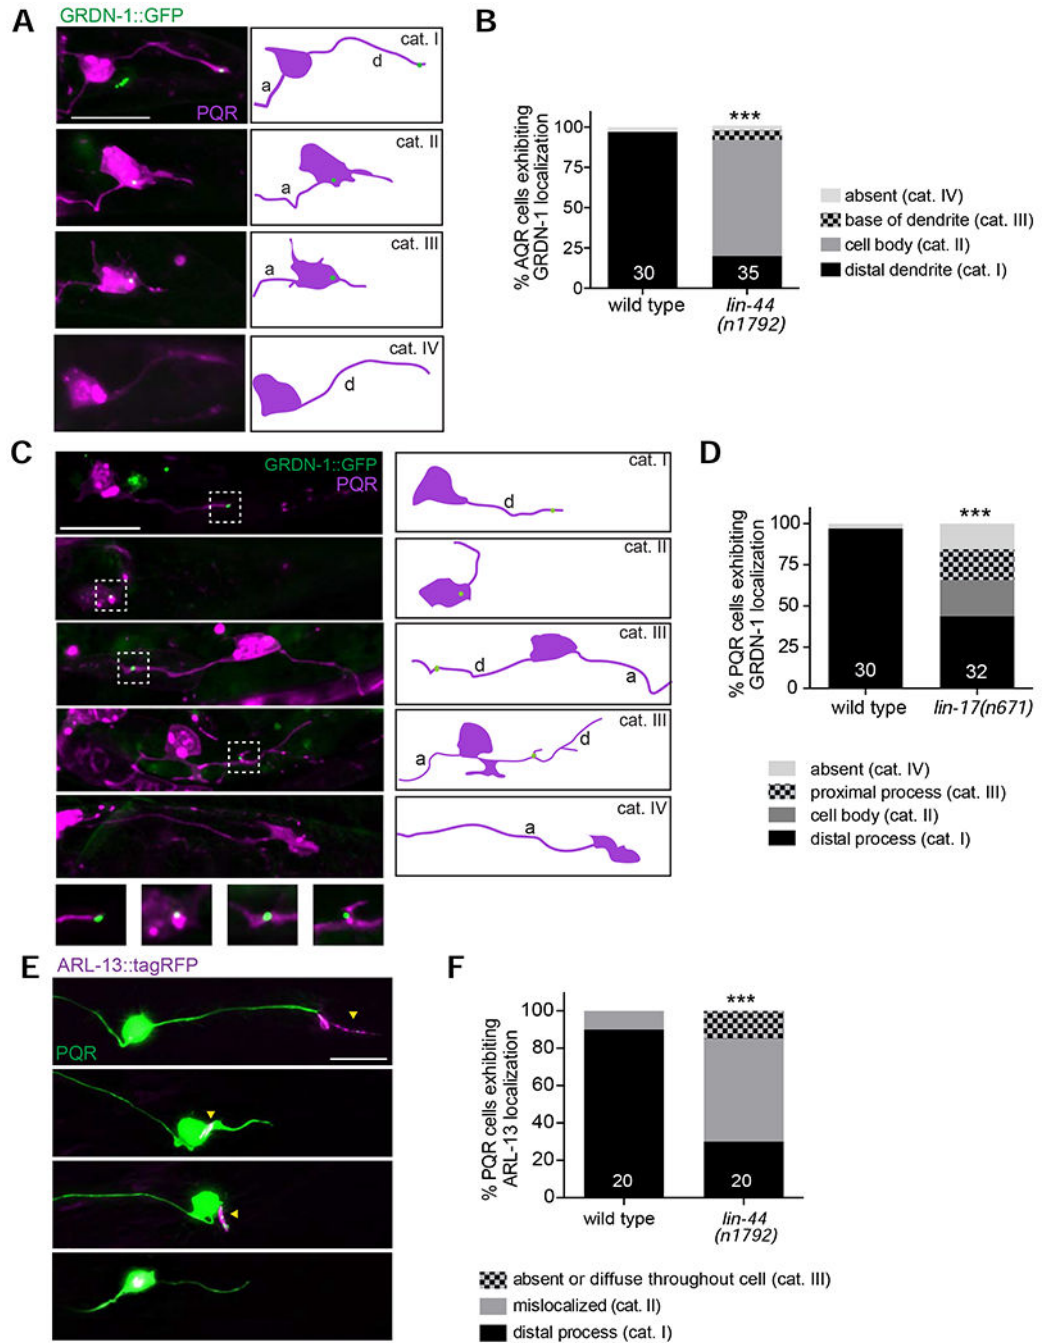 A
GRDN-1::GFP
PQR
cat. I
d
a
cat. II
a
cat. III
a
cat. IV
d
B
% AQR cells exhibiting
GRDN-1 localization
100
75
50
25
0
***
30
35
wild type
lin-44
(n1792)
absent (cat. IV)
base of dendrite (cat. III)
cell body (cat. II)
distal dendrite (cat. I)
C
GRDN-1::GFP
PQR
cat. I
d
cat. II
cat. III
d
a
cat. III
a
d
cat. IV
a
D
% PQR cells exhibiting
GRDN-1 localization
100
75
50
25
0
***
30
32
wild type
lin-17(n671)
absent (cat. IV)
proximal process (cat. III)
cell body (cat. II)
distal process (cat. I)
E
ARL-13::tagRFP
PQR
F
% PQR cells exhibiting
ARL-13 localization
100
80
60
40
20
0
***
20
20
wild type
lin-44
(n1792)
absent or diffuse throughout cell (cat. III)
mislocalized (cat. II)
distal process (cat. I)